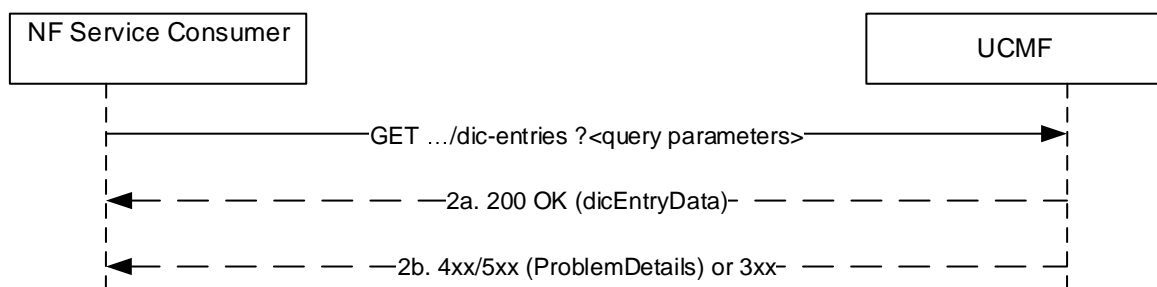 NF Service Consumer
UCMF
GET …/dic-entries ?<query parameters>
2a. 200 OK (dicEntryData)
2b. 4xx/5xx (ProblemDetails) or 3xx